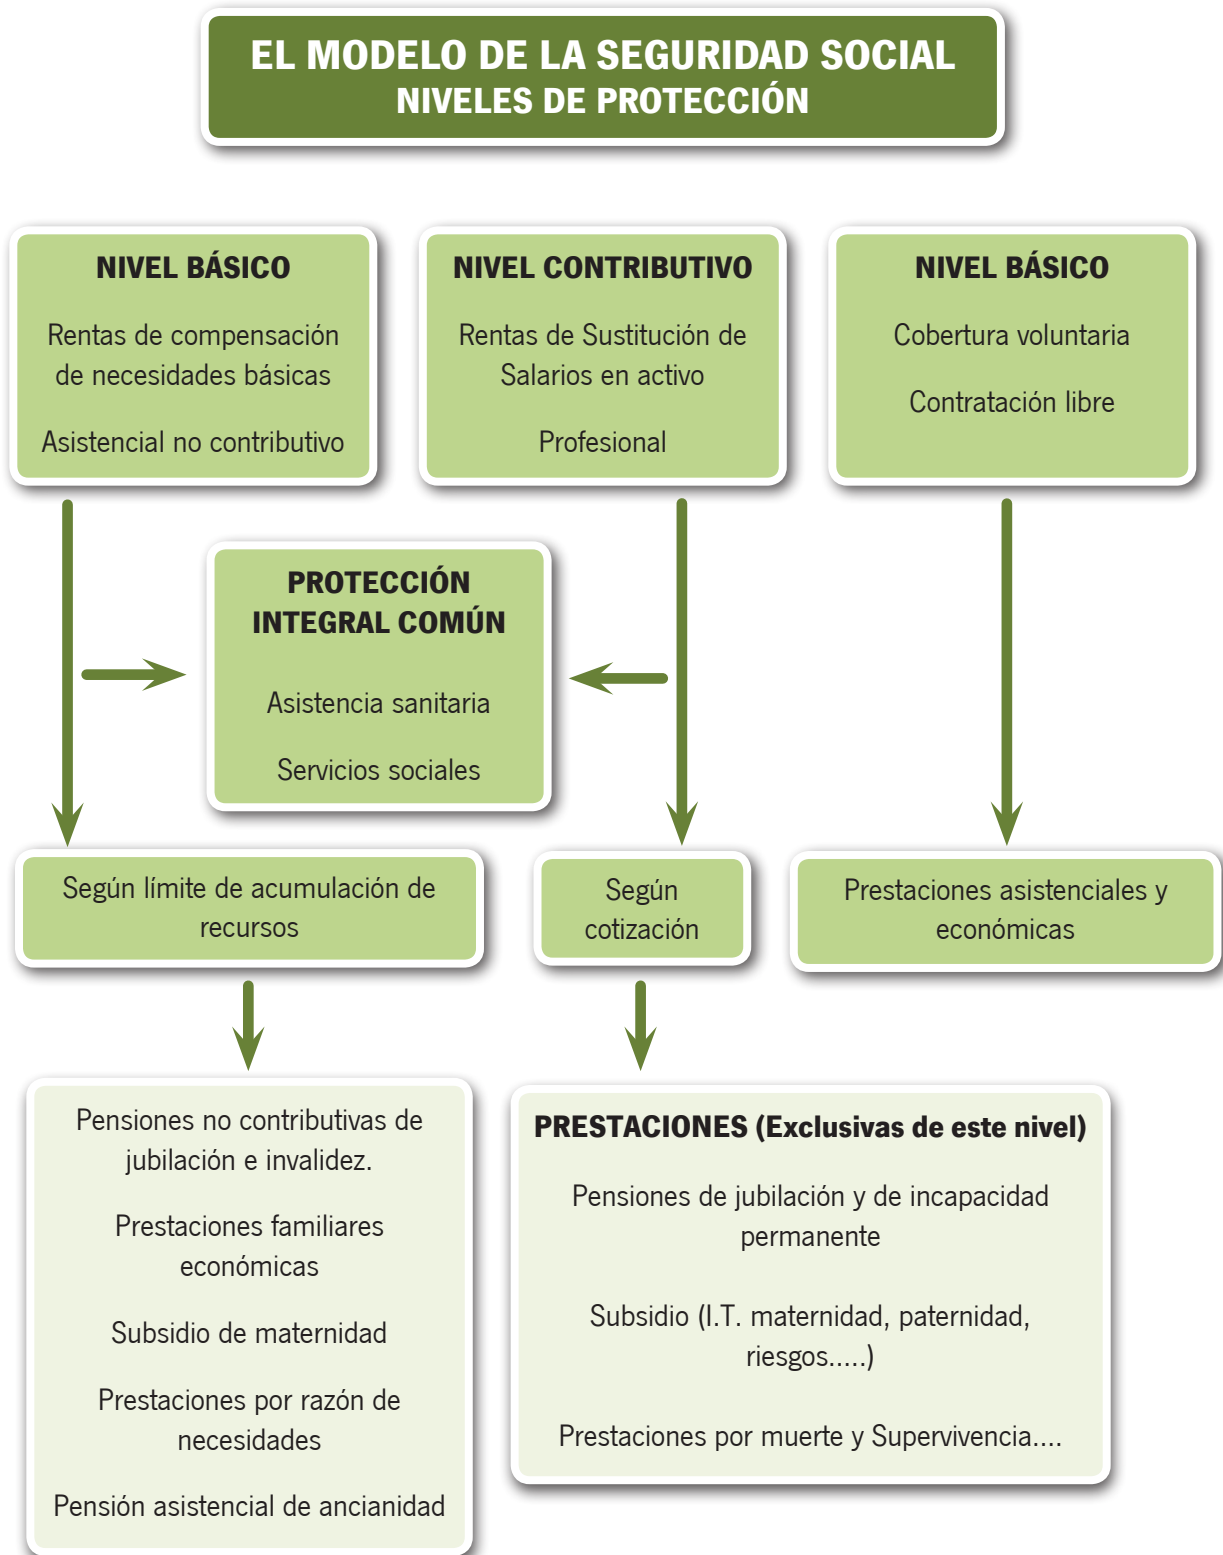 EL MODELO DE LA SEGURIDAD SOCIAL
NIVELES DE PROTECCIÓN
NIVEL BÁSICO
Rentas de compensación
de necesidades básicas
Asistencial no contributivo
NIVEL CONTRIBUTIVO
Rentas de Sustitución de
Salarios en activo
Profesional
NIVEL BÁSICO
Cobertura voluntaria
Contratación libre
PROTECCIÓN
INTEGRAL COMÚN
Asistencia sanitaria
Servicios sociales
Según límite de acumulación de
recursos
Según
cotización
Prestaciones asistenciales y
económicas
Pensiones no contributivas de
jubilación e invalidez.
Prestaciones familiares
económicas
Subsidio de maternidad
Prestaciones por razón de
necesidades
Pensión asistencial de ancianidad
PRESTACIONES (Exclusivas de este nivel)
Pensiones de jubilación y de incapacidad
permanente
Subsidio (I.T. maternidad, paternidad,
riesgos.....)
Prestaciones por muerte y Supervivencia....